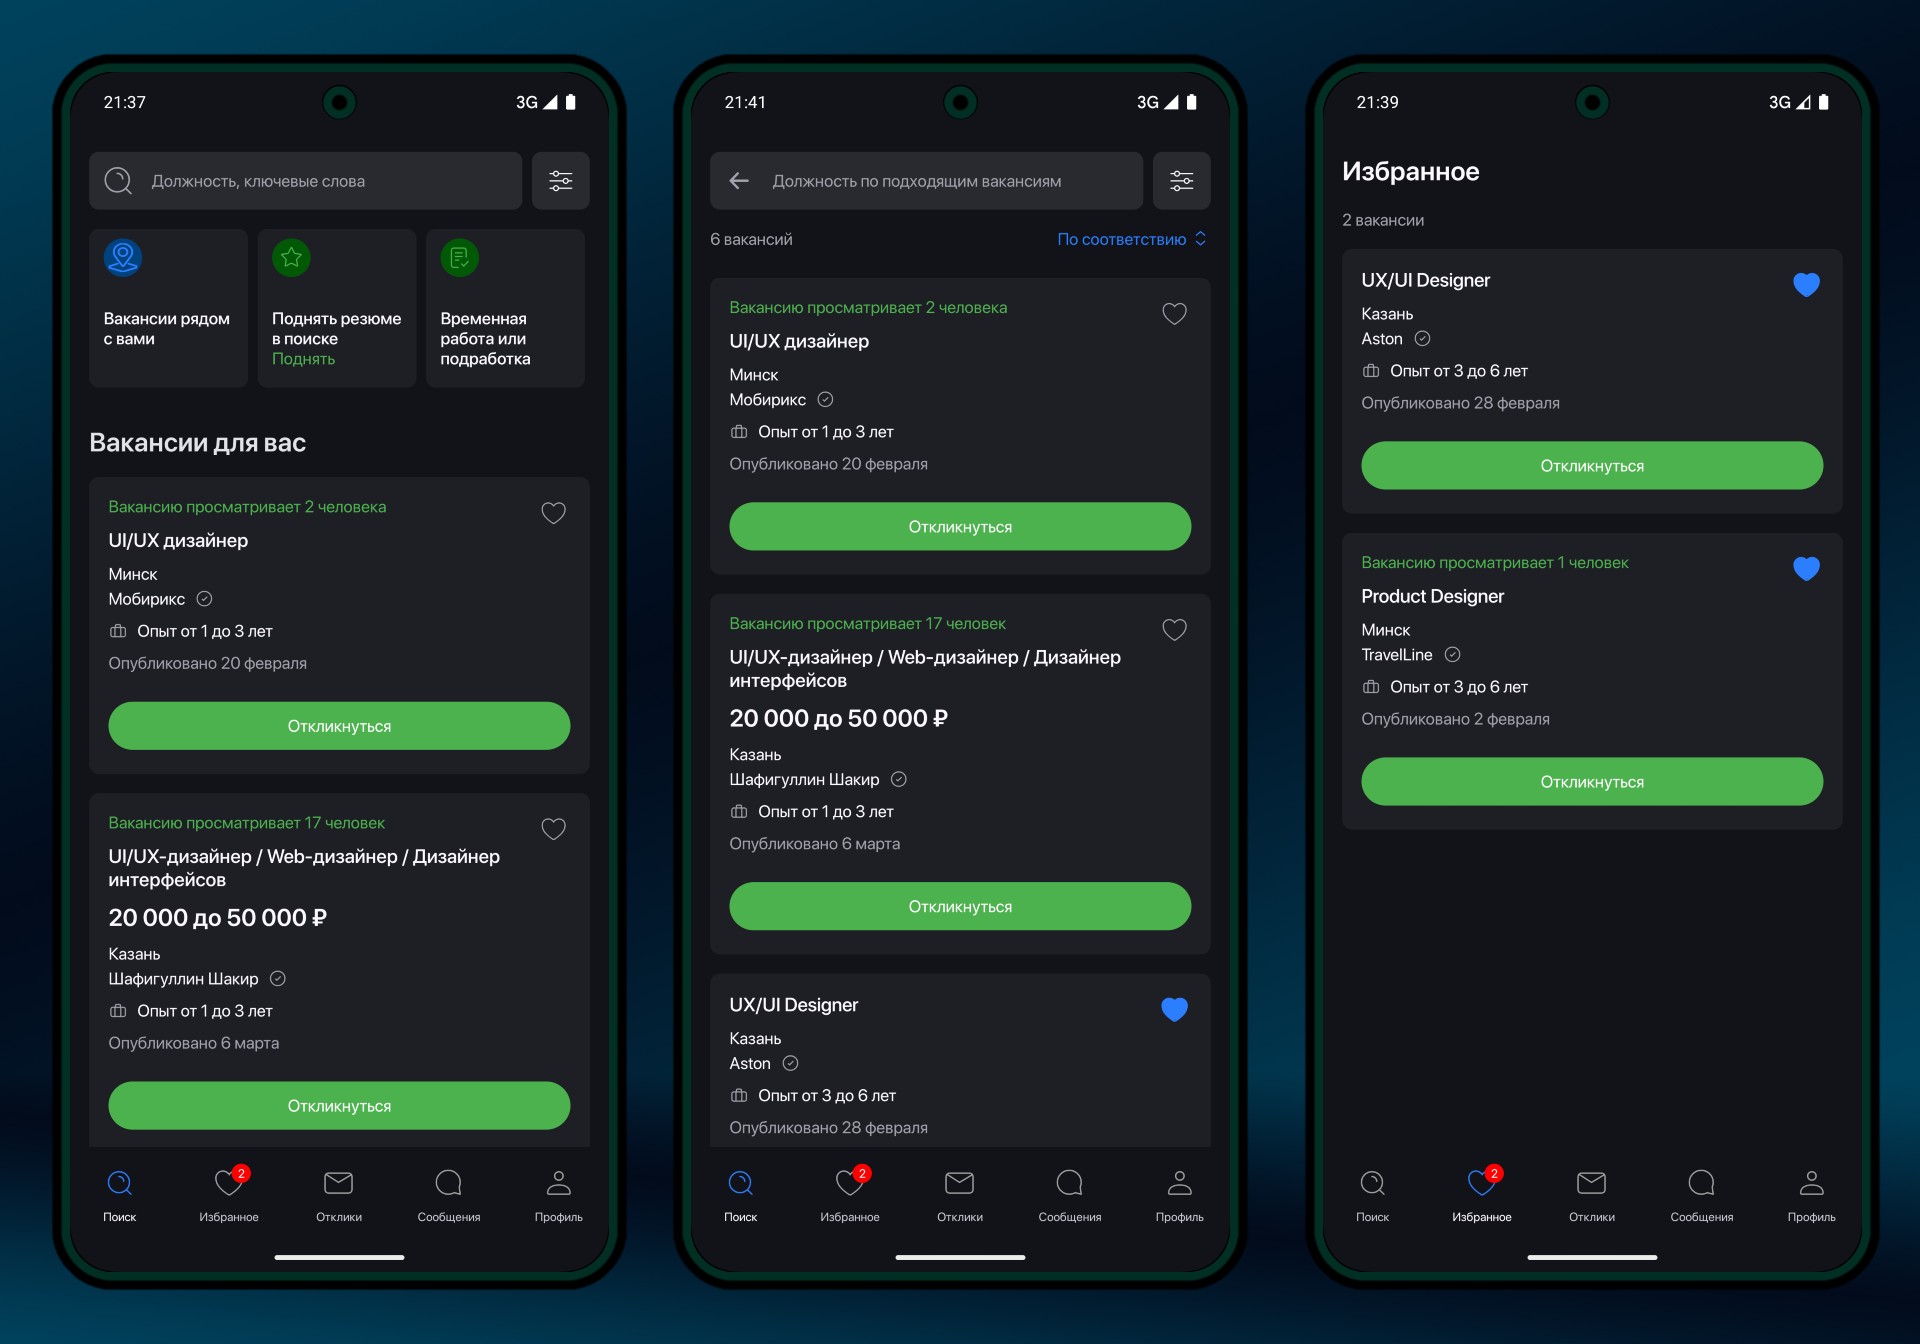 21:37
3G
Должность, ключевые слова
Вакансии рядом
с вами
Поднять резюме
в поиске
Поднять
Временная
работа или
подработка
Вакансии для вас
Вакансию просматривает 2 человека
UI/UX дизайнер
Минск
Мобирикс
Опыт от 1 до 3 лет
Опубликовано 20 февраля
Откликнуться
Вакансию просматривает 17 человек
UI/UX-дизайнер / Web-дизайнер / Дизайнер
интерфейсов
20 000 до 50 000 ₽
Казань
Шафигуллин Шакир
Опыт от 1 до 3 лет
Опубликовано 6 марта
Откликнуться
2
Поиск
Избранное
Отклики
Сообщения
Профиль
21:41
3G
Должность по подходящим вакансиям
6 вакансий
По соответствию
Вакансию просматривает 2 человека
UI/UX дизайнер
Минск
Мобирикс
Опыт от 1 до 3 лет
Опубликовано 20 февраля
Откликнуться
Вакансию просматривает 17 человек
UI/UX-дизайнер / Web-дизайнер / Дизайнер
интерфейсов
20 000 до 50 000 ₽
Казань
Шафигуллин Шакир
Опыт от 1 до 3 лет
Опубликовано 6 марта
Откликнуться
UX/UI Designer
Казань
Aston
Опыт от 3 до 6 лет
Опубликовано 28 февраля
2
Поиск
Избранное
Отклики
Сообщения
Профиль
21:39
3G
Избранное
2 вакансии
UX/UI Designer
Казань
Aston
Опыт от 3 до 6 лет
Опубликовано 28 февраля
Откликнуться
Вакансию просматривает 1 человек
Product Designer
Минск
TravelLine
Опыт от 3 до 6 лет
Опубликовано 2 февраля
Откликнуться
2
Поиск
Избранное
Отклики
Сообщения
Профиль